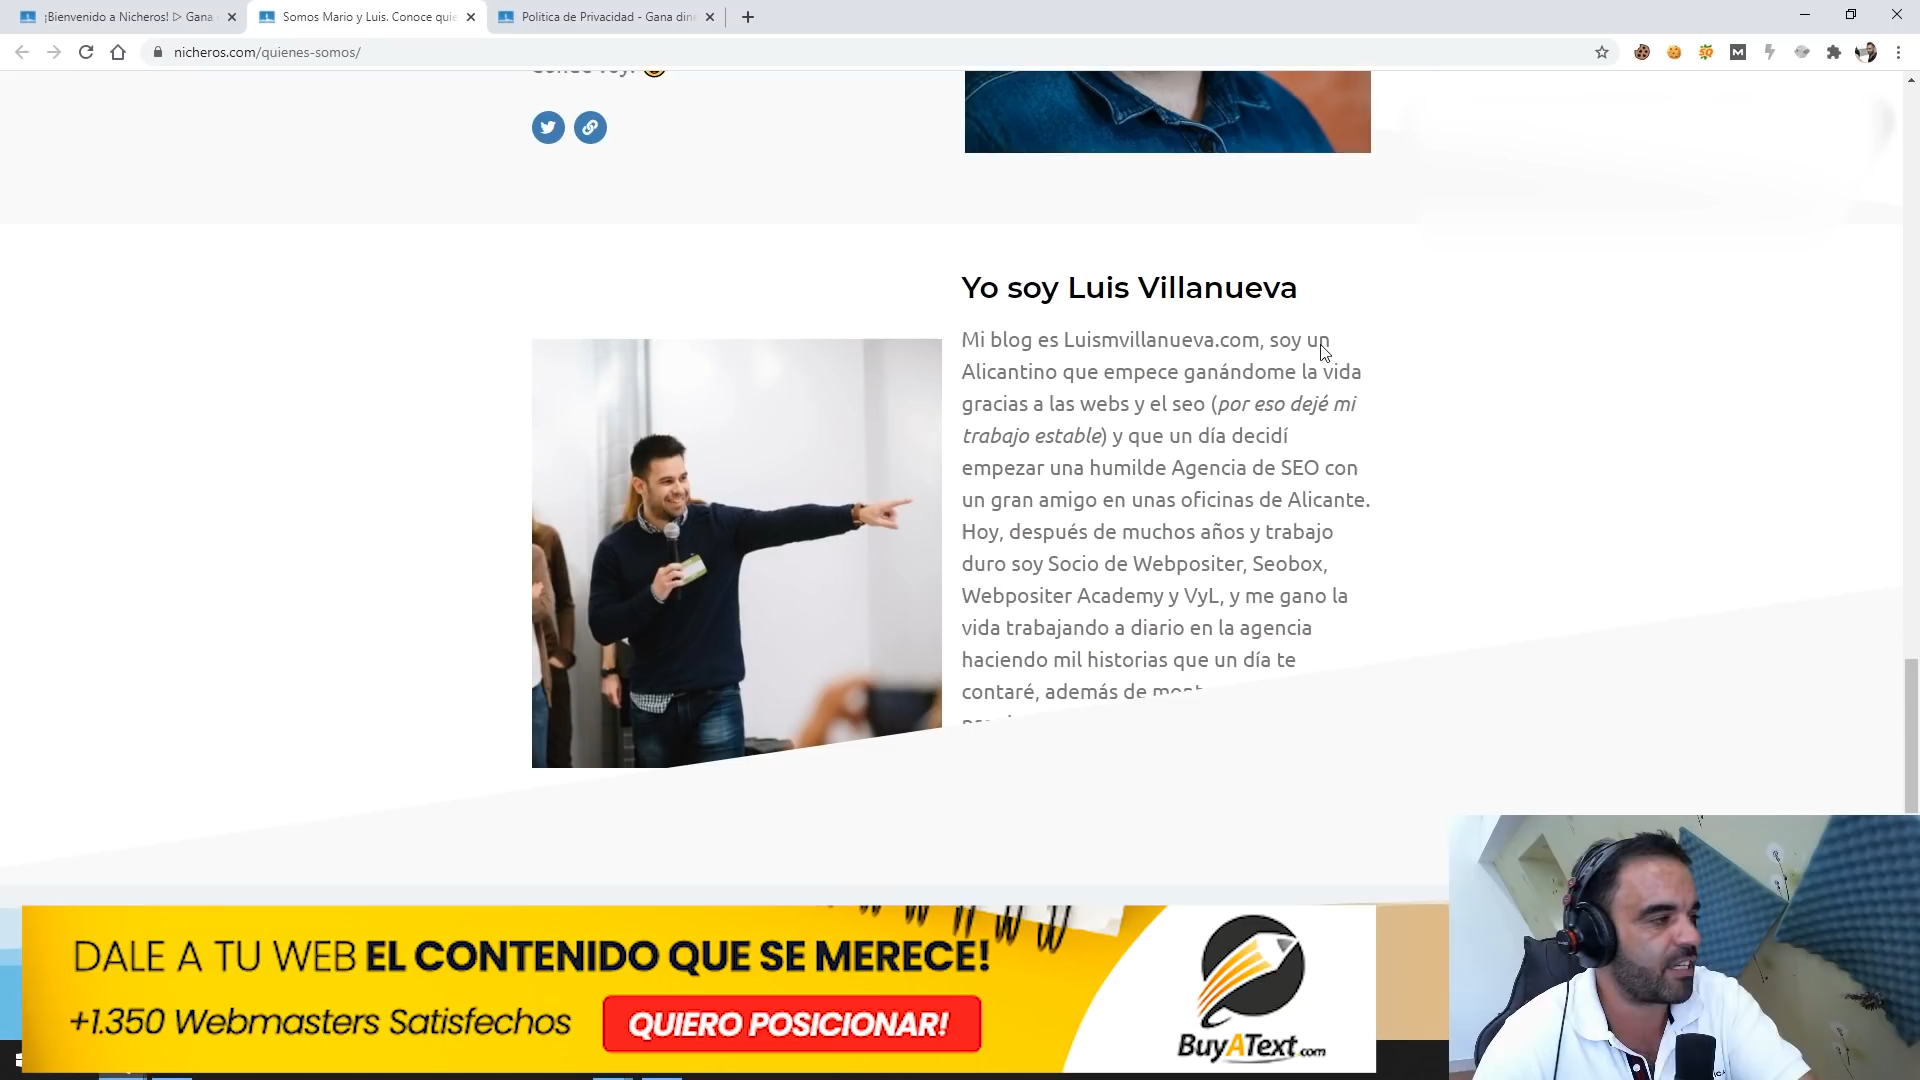 ¡Bienvenido a Nicheros! ▷ Gana
Somos Mario y Luis. Conoce quie
Política de Privacidad - Gana dine
nicheros.com/quienes-somos/
Yo soy Luis Villanueva
Mi blog es Luismvillanueva.com, soy un
Alicantino que empece ganándome la vida
gracias a las webs y el seo (por eso dejé mi
trabajo estable) y que un día decidí
empezar una humilde Agencia de SEO con
un gran amigo en unas oficinas de Alicante.
Hoy, después de muchos años y trabajo
duro soy Socio de Webpositer, Seobox,
Webpositer Academy y VyL, y me gano la
vida trabajando a diario en la agencia
haciendo mil historias que un día te
contaré, además de
DALE A TU WEB EL CONTENIDO QUE SE MERECE!
+1.350 Webmasters Satisfechos
QUIERO POSICIONAR!
BuyAText.com